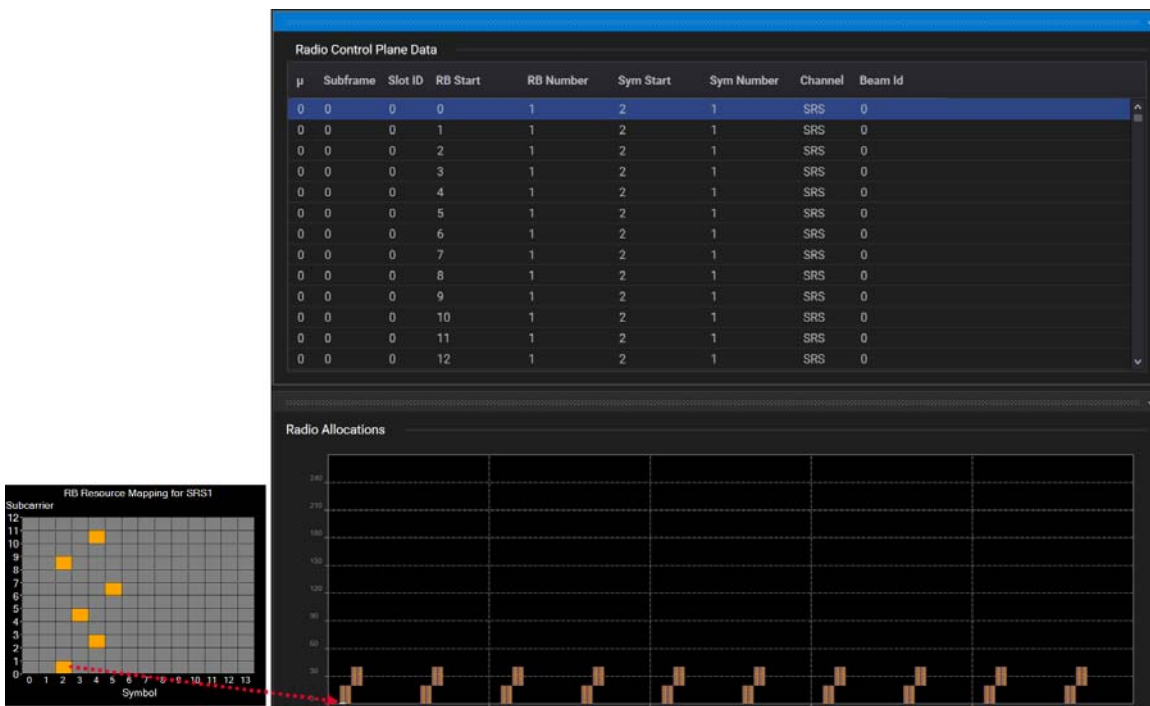 Radio Control Plane Data
μ Subframe Slot ID RB Start RB Number Sym Start Sym Number Channel Beam Id
0 0 0 0 1 2 1 SRS 0
0 0 0 1 1 2 1 SRS 0
0 0 0 2 1 2 1 SRS 0
0 0 0 3 1 2 1 SRS 0
0 0 0 4 1 2 1 SRS 0
0 0 0 5 1 2 1 SRS 0
0 0 0 6 1 2 1 SRS 0
0 0 0 7 1 2 1 SRS 0
0 0 0 8 1 2 1 SRS 0
0 0 0 9 1 2 1 SRS 0
0 0 0 10 1 2 1 SRS 0
0 0 0 11 1 2 1 SRS 0
0 0 0 12 1 2 1 SRS 0
Radio Allocations
240
210
180
150
120
90
60
30
0
RB Resource Mapping for SRS1
Subcarrier
12
11
10
9
8
7
6
5
4
3
2
1
0
0 1 2 3 4 5 6 7 8 9 10 11 12 13
Symbol